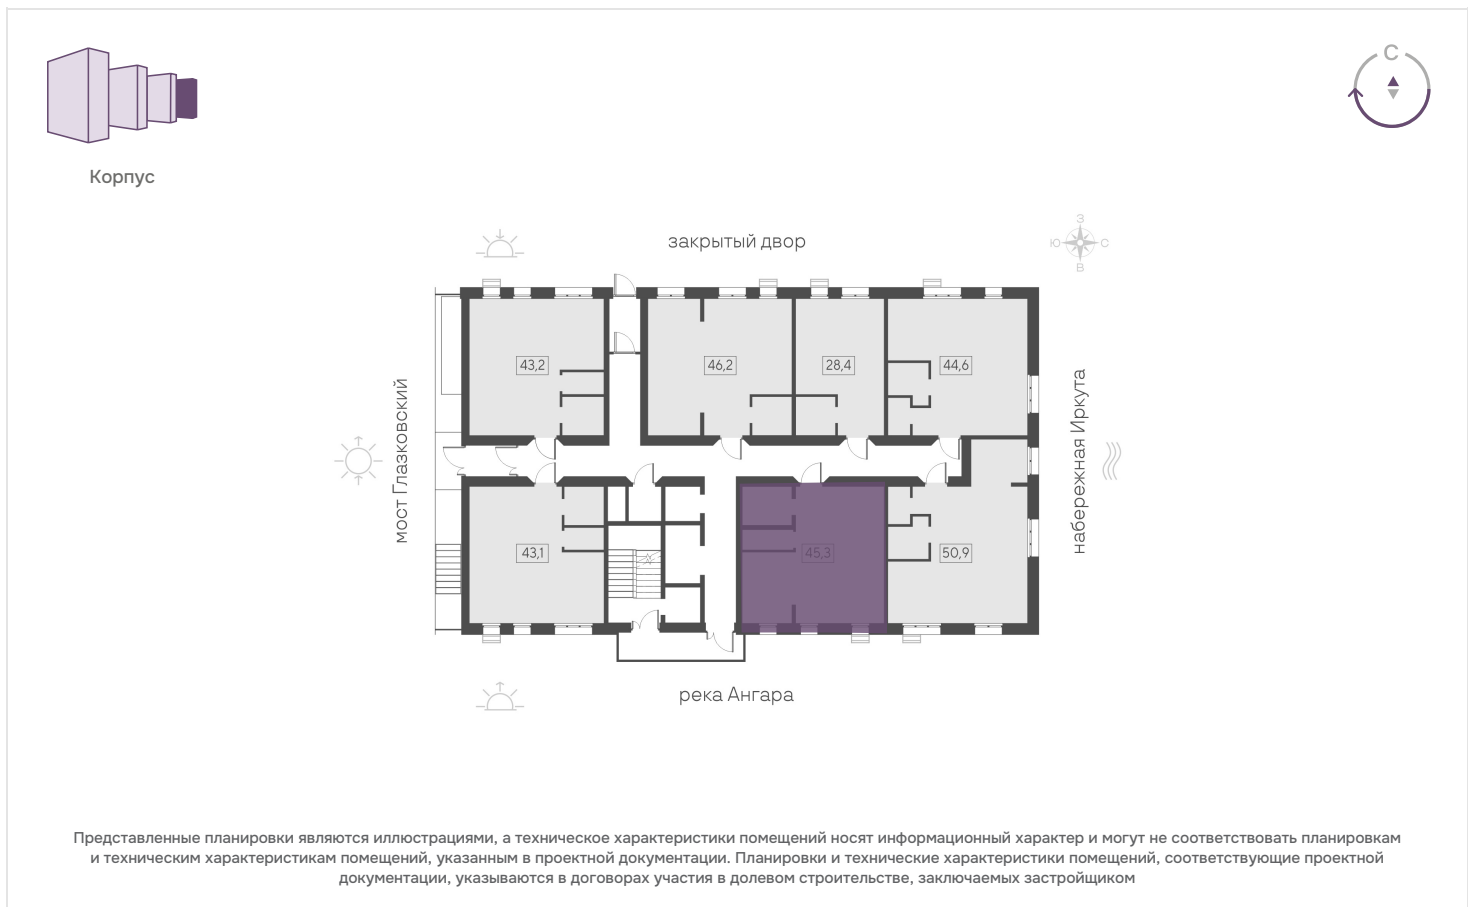 С
Корпус
закрытый двор
З
Ю
С
В
43,2
46,2
28,4
44,6
мост Глазковский
набережная Иркута
43,1
45,3
50,9
река Ангара
Представленные планировки являются иллюстрациями, а техническое характеристики помещений носят информационный характер и могут не соответствовать планировкам
и техническим характеристикам помещений, указанным в проектной документации. Планировки и технические характеристики помещений, соответствующие проектной
документации, указываются в договорах участия в долевом строительстве, заключаемых застройщиком